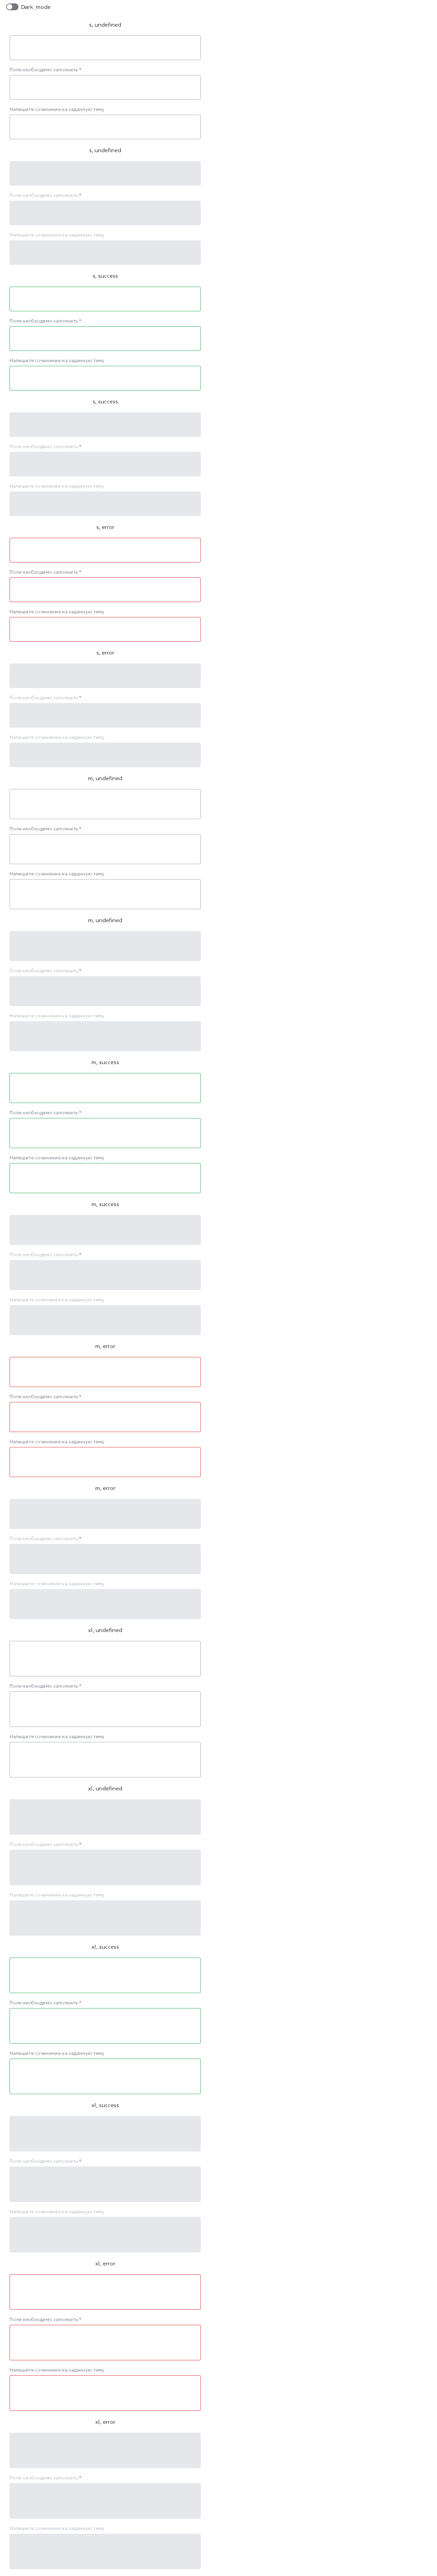 Dark_mode
s, undefined
Поле необходимо заполнить *
Напишите сочинение на заданную тему
s, undefined
Поле необходимо заполнить *
Напишите сочинение на заданную тему
s, success
Поле необходимо заполнить *
Напишите сочинение на заданную тему
s, success
Поле необходимо заполнить *
Напишите сочинение на заданную тему
s, error
Поле необходимо заполнить *
Напишите сочинение на заданную тему
s, error
Поле необходимо заполнить *
Напишите сочинение на заданную тему
m, undefined
Поле необходимо заполнить *
Напишите сочинение на заданную тему
m, undefined
Поле необходимо заполнить *
Напишите сочинение на заданную тему
m, success
Поле необходимо заполнить *
Напишите сочинение на заданную тему
m, success
Поле необходимо заполнить *
Напишите сочинение на заданную тему
m, error
Поле необходимо заполнить *
Напишите сочинение на заданную тему
m, error
Поле необходимо заполнить *
Напишите сочинение на заданную тему
xl, undefined
Поле необходимо заполнить *
Напишите сочинение на заданную тему
xl, undefined
Поле необходимо заполнить *
Напишите сочинение на заданную тему
xl, success
Поле необходимо заполнить *
Напишите сочинение на заданную тему
xl, success
Поле необходимо заполнить *
Напишите сочинение на заданную тему
xl, error
Поле необходимо заполнить *
Напишите сочинение на заданную тему
xl, error
Поле необходимо заполнить *
Напишите сочинение на заданную тему